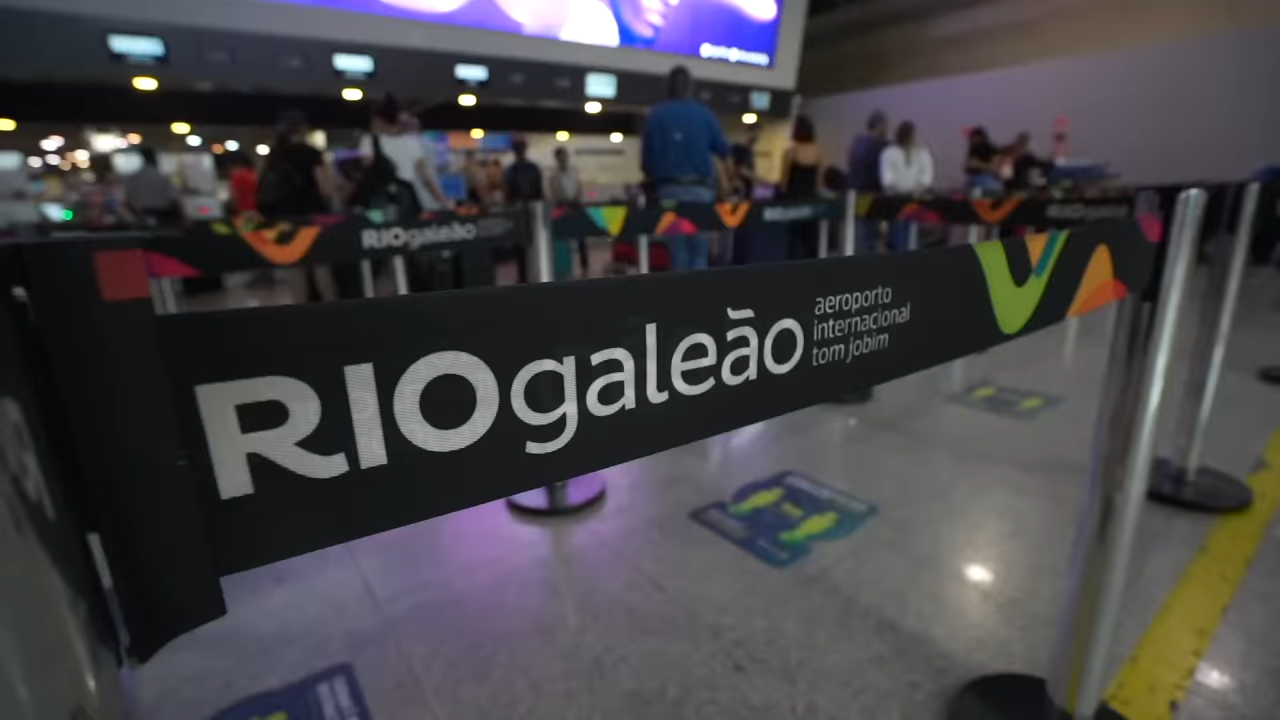 RIOgaleão
RIOgaleão
RIOgaleão
aeroporto
internacional
tom jobim